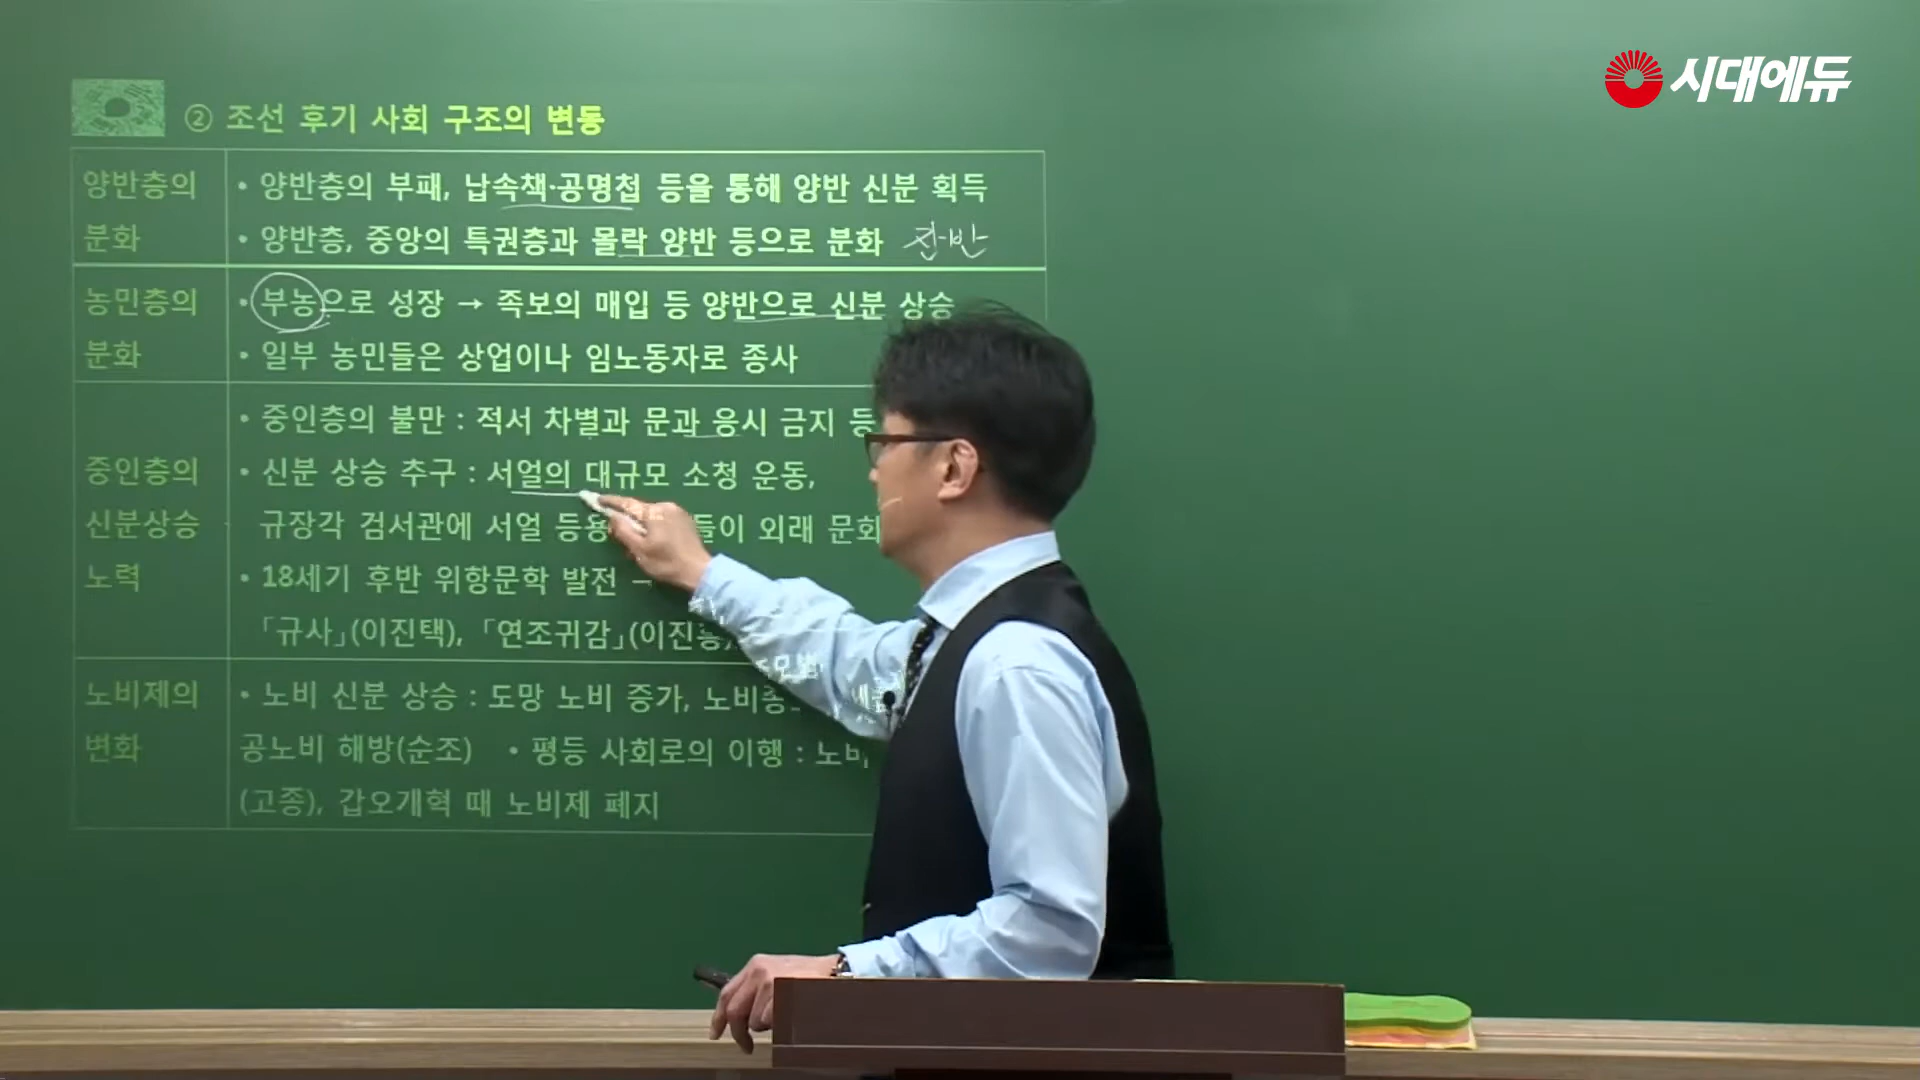 시대에듀
② 조선 후기 사회 구조의 변동
양반층의 분화
• 양반층의 부패, 납속책·공명첩 등을 통해 양반 신분 획득
• 양반층, 중앙의 특권층과 몰락 양반 등으로 분화 잔반
농민층의 분화
• 부농으로 성장 → 족보의 매입 등 양반으로 신분 상승
• 일부 농민들은 상업이나 임노동자로 종사
중인층의 신분상승 노력
• 중인층의 불만 : 적서 차별과 문과 응시 금지 등
• 신분 상승 추구 : 서얼의 대규모 소청 운동,
규장각 검서관에 서얼 등용 들이 외래 문화
• 18세기 후반 위항문학 발전 →
「규사」(이진택), 「연조귀감」(이진흥)
노비제의 변화
• 노비 신분 상승 : 도망 노비 증가,
공노비 해방(순조) • 평등 사회로의 이행 : 노비
(고종), 갑오개혁 때 노비제 폐지